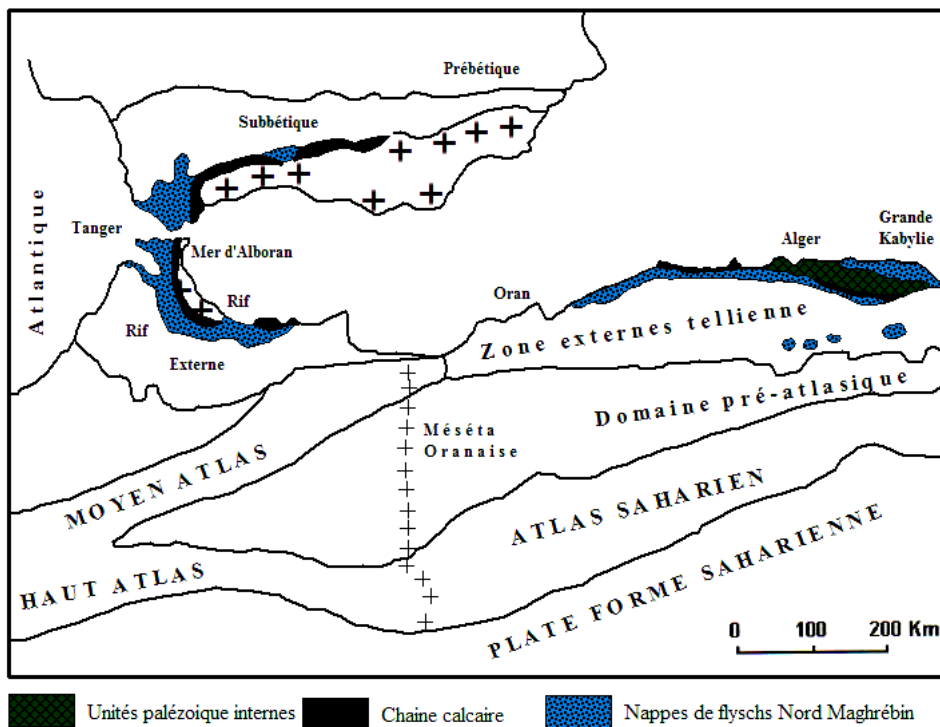 Prébétique
Subbétique
Atlantique
Tanger
Mer d'Alboran
Rif
Rif
Externe
Oran
Alger
Grande
Kabylie
Zone externes tellienne
Domaine pré-atlasique
Méséta
Oranaise
MOYEN ATLAS
ATLAS SAHARIEN
HAUT ATLAS
PLATE FORME SAHARIENNE
0 100 200 Km
Unités palézoique internes
Chaine calcaire
Nappes de flyschs Nord Maghrébin